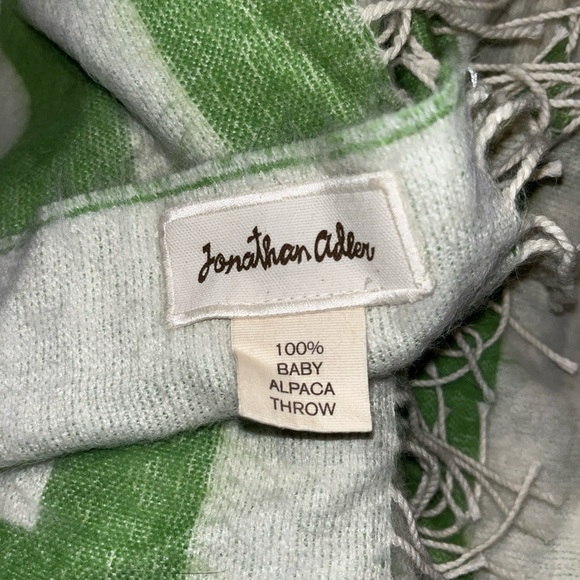 Jonathan Adler
100%
BABY
ALPACA
THROW